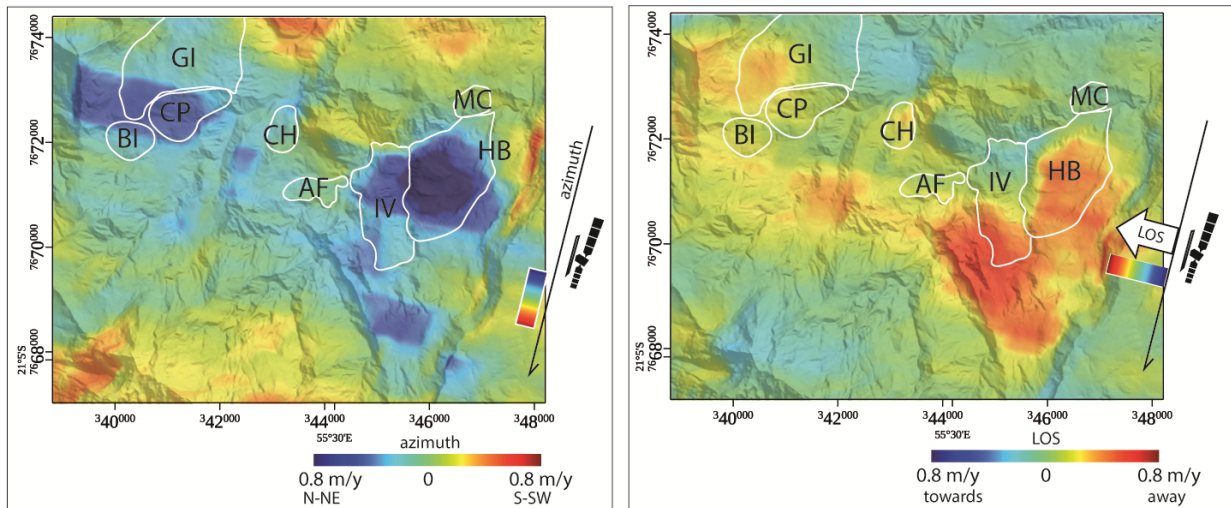 7674000
7672000
7670000
7668000
21°5'S
GI
CP
BI
CH
AF
IV
HB
MC
azimuth
340000
342000
344000
346000
348000
55°30'E
azimuth
0.8 m/y
0
0.8 m/y
N-NE
S-SW
7674000
7672000
7670000
7668000
21°5'S
GI
CP
BI
CH
AF
IV
HB
MC
LOS
340000
342000
344000
346000
348000
55°30'E
LOS
0.8 m/y
0
0.8 m/y
towards
away